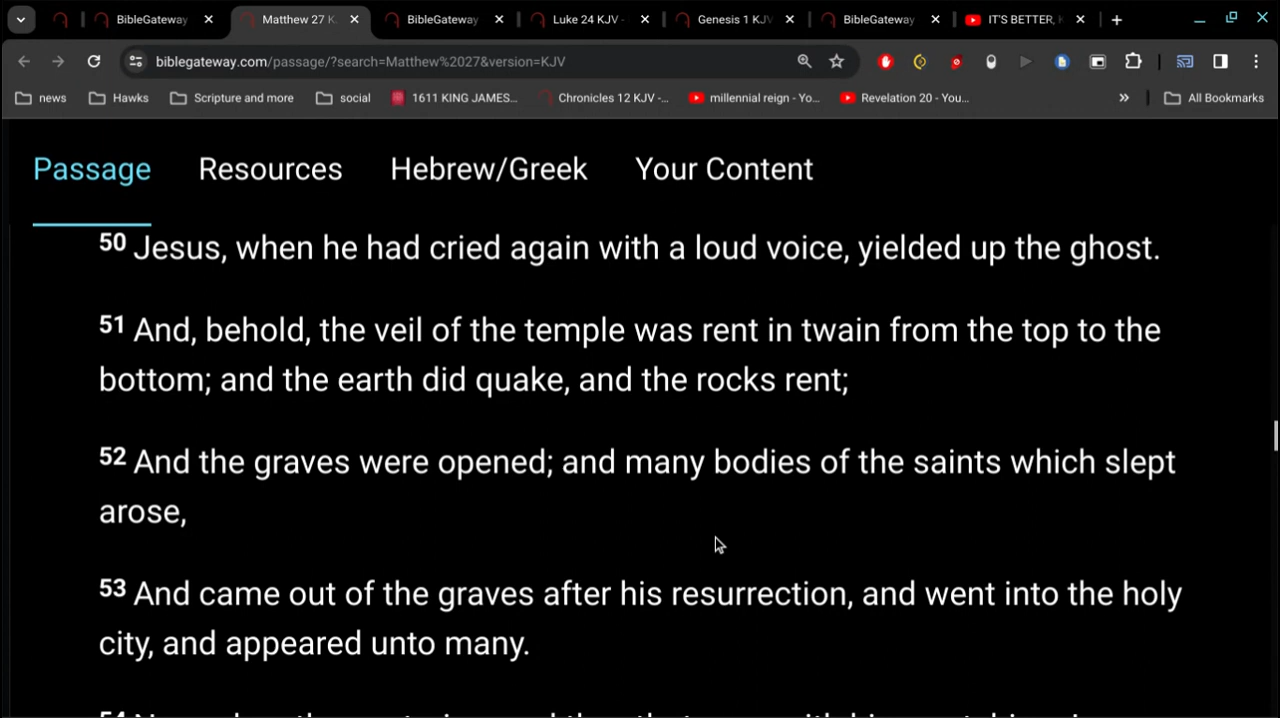 BibleGateway
Matthew 27 K
BibleGateway
Luke 24 KJV -
Genesis 1 KJV
BibleGateway
IT'S BETTER,
biblegateway.com/passage/?search=Matthew%2027&version=KJV
news
Hawks
Scripture and more
social
1611 KING JAMES...
Chronicles 12 KJV -...
millennial reign - Yo...
Revelation 20 - You...
All Bookmarks
Passage
Resources
Hebrew/Greek
Your Content
50 Jesus, when he had cried again with a loud voice, yielded up the ghost.
51 And, behold, the veil of the temple was rent in twain from the top to the
bottom; and the earth did quake, and the rocks rent;
52 And the graves were opened; and many bodies of the saints which slept
arose,
53 And came out of the graves after his resurrection, and went into the holy
city, and appeared unto many.